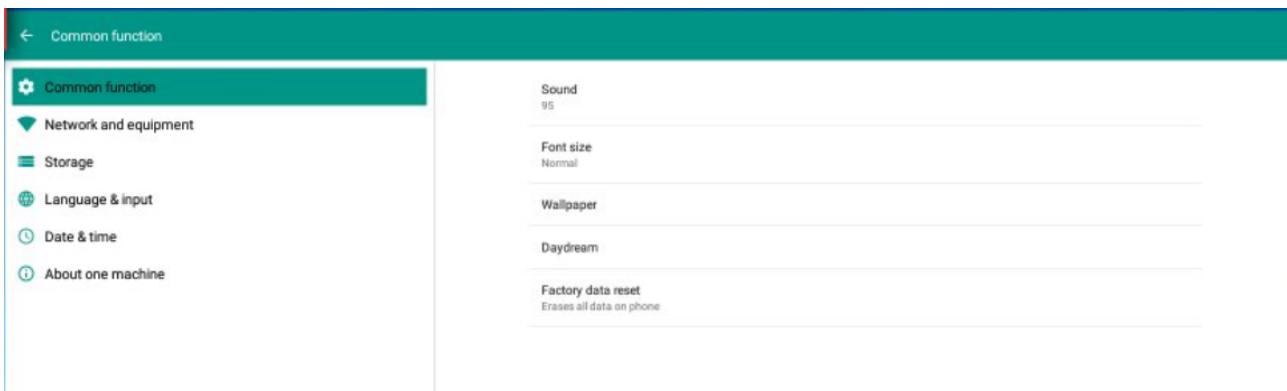 Common function
Common function
Network and equipment
Storage
Language & input
Date & time
About one machine
Sound
95
Font size
Normal
Wallpaper
Daydream
Factory data reset
Erases all data on phone